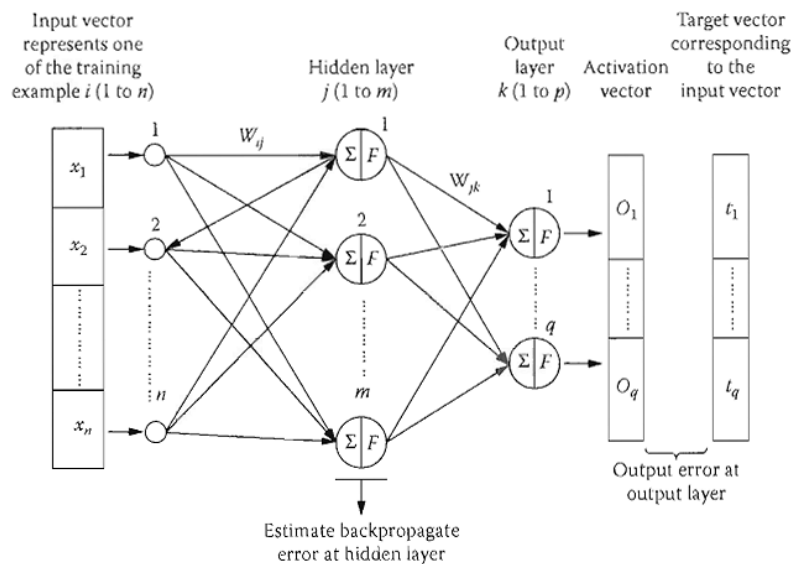 Input vector
represents one
of the training
example i (1 to n)
Hidden layer
j (1 to m)
Output
layer
k (1 to p)
Activation
vector
Target vector
corresponding
to the
input vector
x1
x2
xn
1
2
n
Wij
1
Σ F
2
Σ F
m
Σ F
Wjk
1
Σ F
q
Σ F
O1
Oq
t1
tq
Output error at
output layer
Estimate backpropagate
error at hidden layer